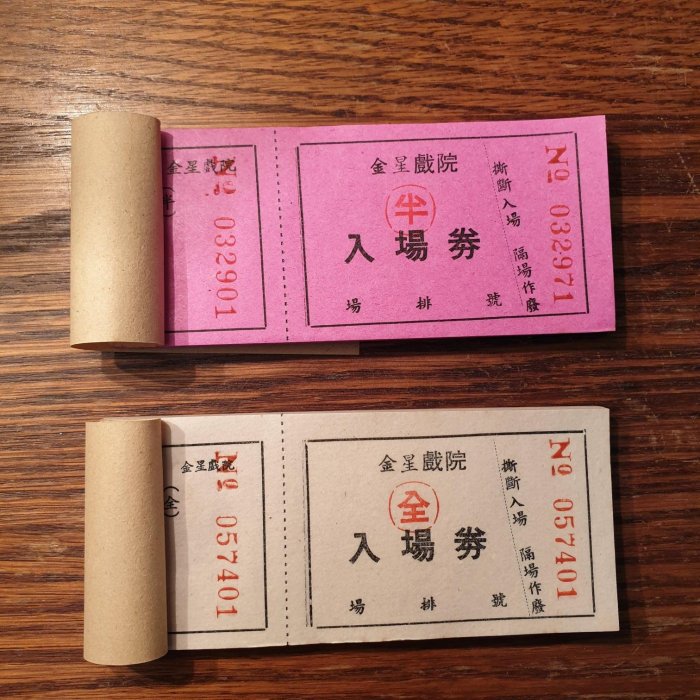 金星戲院
(半)
No 032901
金星戲院
半
入場券
場 排 號
撕斷入場 隔場作廢
No 032971
金星戲院
(全)
No 057401
金星戲院
全
入場券
場 排 號
撕斷入場 隔場作廢
No 057401